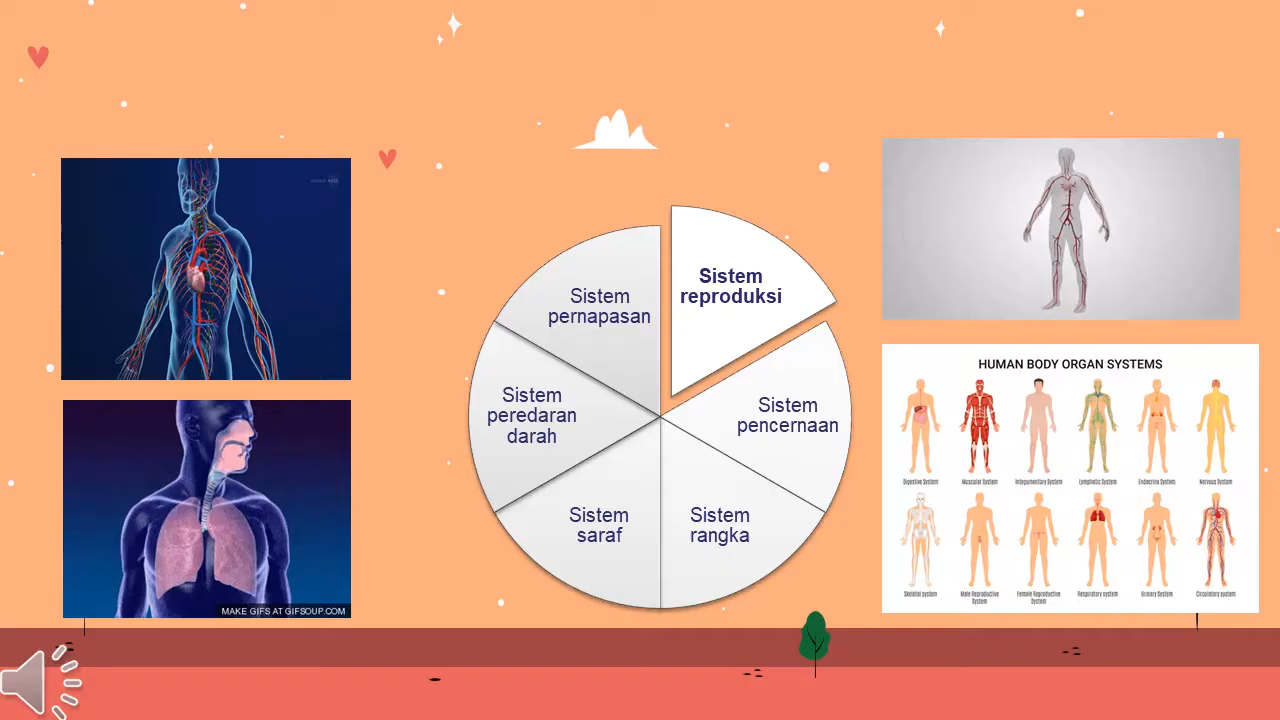 Sistem
reproduksi
Sistem
pernapasan
Sistem
pencernaan
Sistem
peredaran
darah
Sistem
saraf
Sistem
rangka
MAKE GIFS AT GIFSOUP.COM
HUMAN BODY ORGAN SYSTEMS
Digestive System
Muscular System
Integumentary System
Lymphatic System
Endocrine System
Nervous System
Skeletal system
Male Reproductive
System
Female Reproductive
System
Respiratory system
Urinary System
Circulatory system